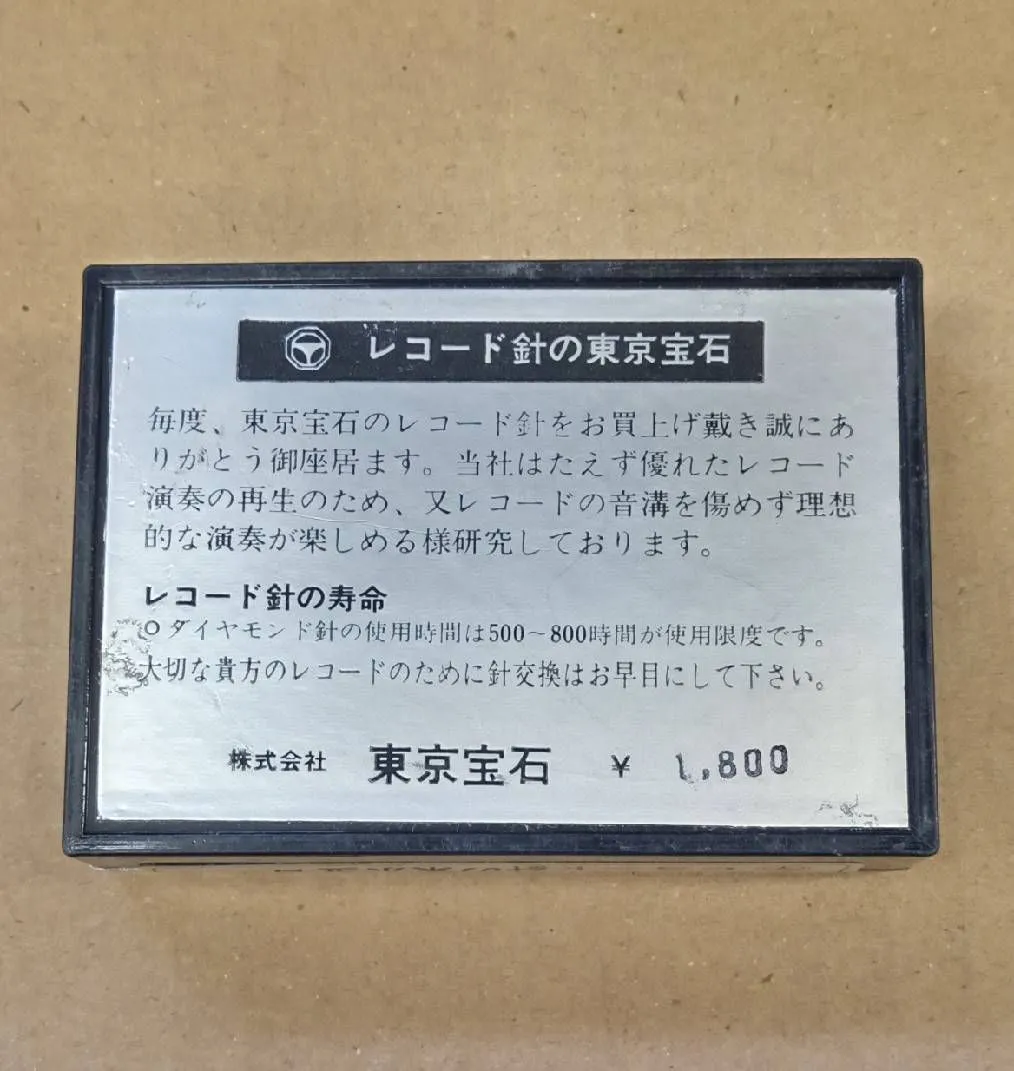 レコード針の東京宝石
毎度、東京宝石のレコード針をお買上げ戴き誠にあ
りがとう御座居ます。当社はたえず優れたレコード
演奏の再生のため、又レコードの音溝を傷めず理想
的な演奏が楽しめる様研究しております。
レコード針の寿命
○ダイヤモンド針の使用時間は500〜800時間が使用限度です。
大切な貴方のレコードのために針交換はお早目にして下さい。
株式会社 東京宝石 ¥ 1,800